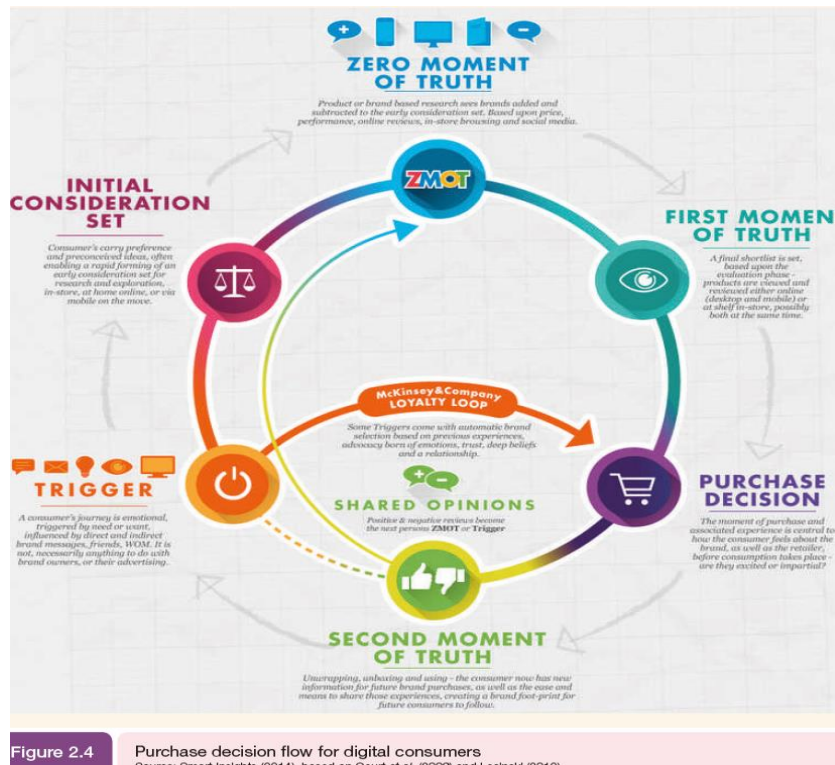 ZERO MOMENT
OF TRUTH
Product or brand based research sees brands added and
subtracted to the early consideration set. Based upon price,
performance, online reviews, in-store browsing and social media.
ZMOT
INITIAL
CONSIDERATION
SET
Consumer's carry preference
and preconceived ideas, often
enabling a rapid forming of an
early consideration set for
research and exploration,
in-store, at home online, or via
mobile on the move.
FIRST MOMEN
OF TRUTH
A final shortlist is set,
based upon the
evaluation phase -
products are viewed and
reviewed either online
(desktop and mobile) or
at shelf in-store, possibly
both at the same time.
McKinsey&Company
LOYALTY LOOP
Some Triggers come with automatic brand
selection based on previous experiences,
advocacy born of emotions, trust, deep beliefs
and a relationship.
SHARED OPINIONS
Positive & negative reviews become
the next persons ZMOT or Trigger
TRIGGER
A consumer's journey is emotional,
triggered by need or want,
influenced by direct and indirect
brand messages, friends, WOM. It is
not, necessarily anything to do with
brand owners, or their advertising.
PURCHASE
DECISION
The moment of purchase and
associated experience is central to
how the consumer feels about the
brand, as well as the retailer,
before consumption takes place -
are they excited or impartial?
SECOND MOMENT
OF TRUTH
Unwrapping, unboxing and using - the consumer now has new
information for future brand purchases, as well as the ease and
means to share those experiences, creating a brand foot-print for
future consumers to follow.
Figure 2.4
Purchase decision flow for digital consumers